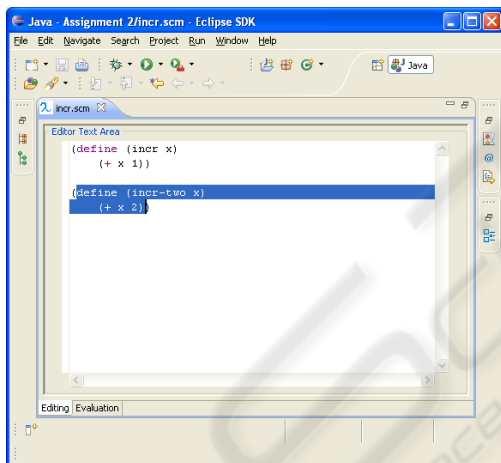 Java - Assignment 2/incr.scm - Eclipse SDK
File Edit Navigate Search Project Run Window Help
Java
incr.scm
Editor Text Area
(define (incr x)
(+ x 1))
(define (incr-two x)
(+ x 2))
Editing Evaluation